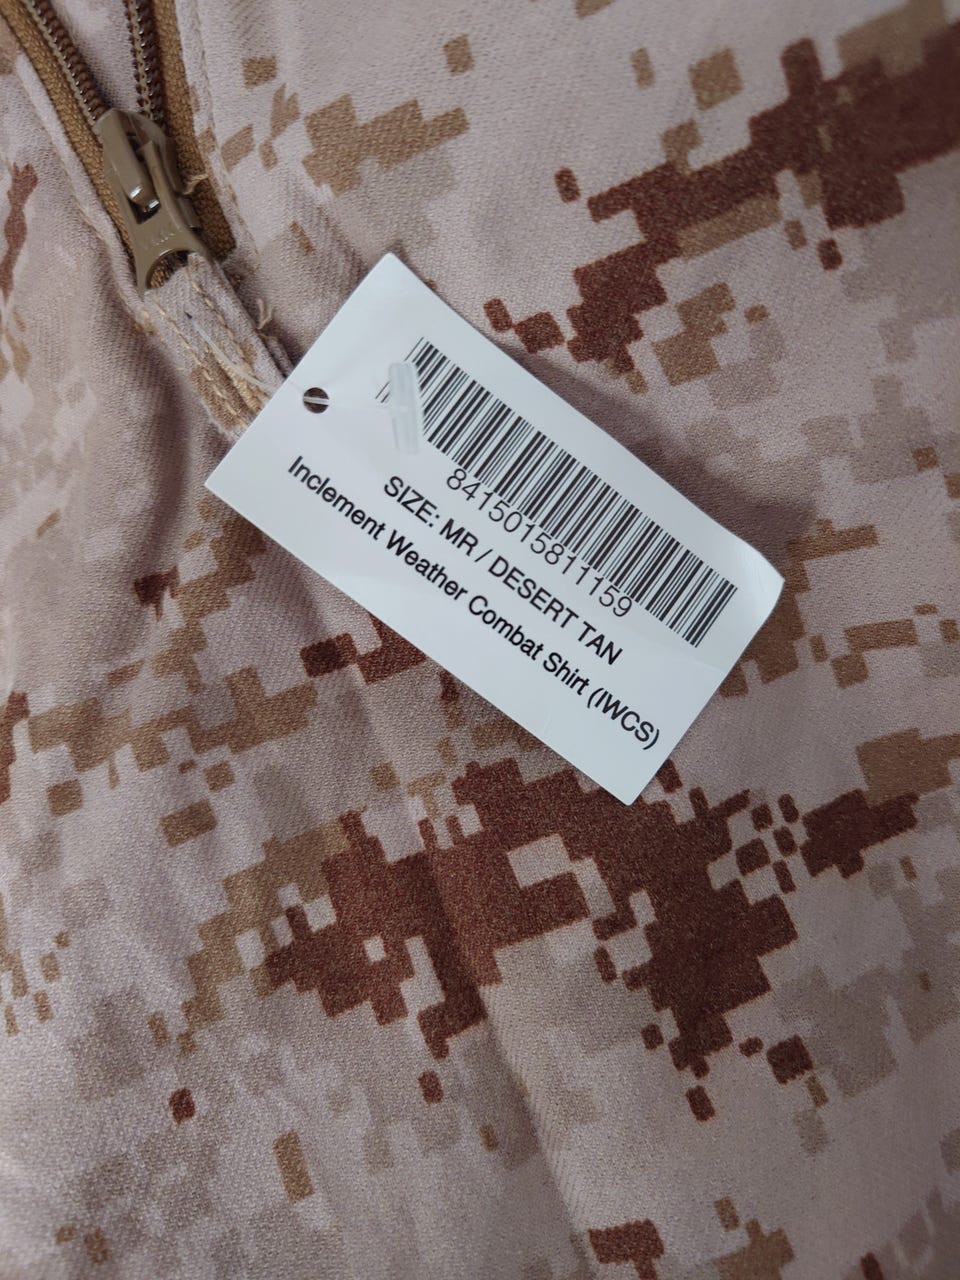 8415015811159
SIZE: MR / DESERT TAN
Inclement Weather Combat Shirt (IWCS)